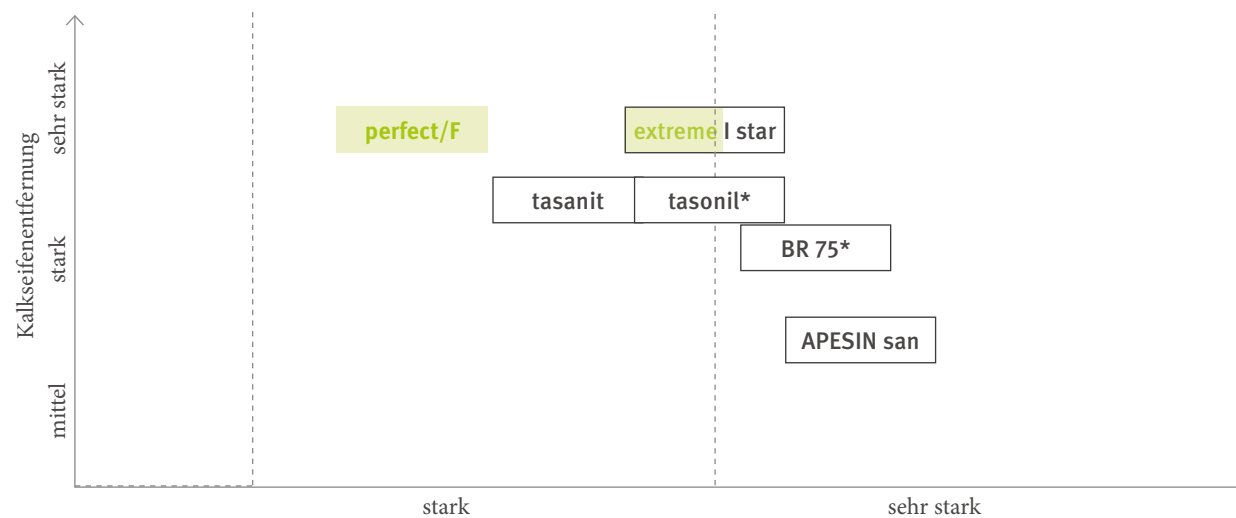 Kalkseifenentfernung
sehr stark
stark
mittel
perfect/F
extreme I star
tasanit
tasonil*
BR 75*
APESIN san
stark
sehr stark